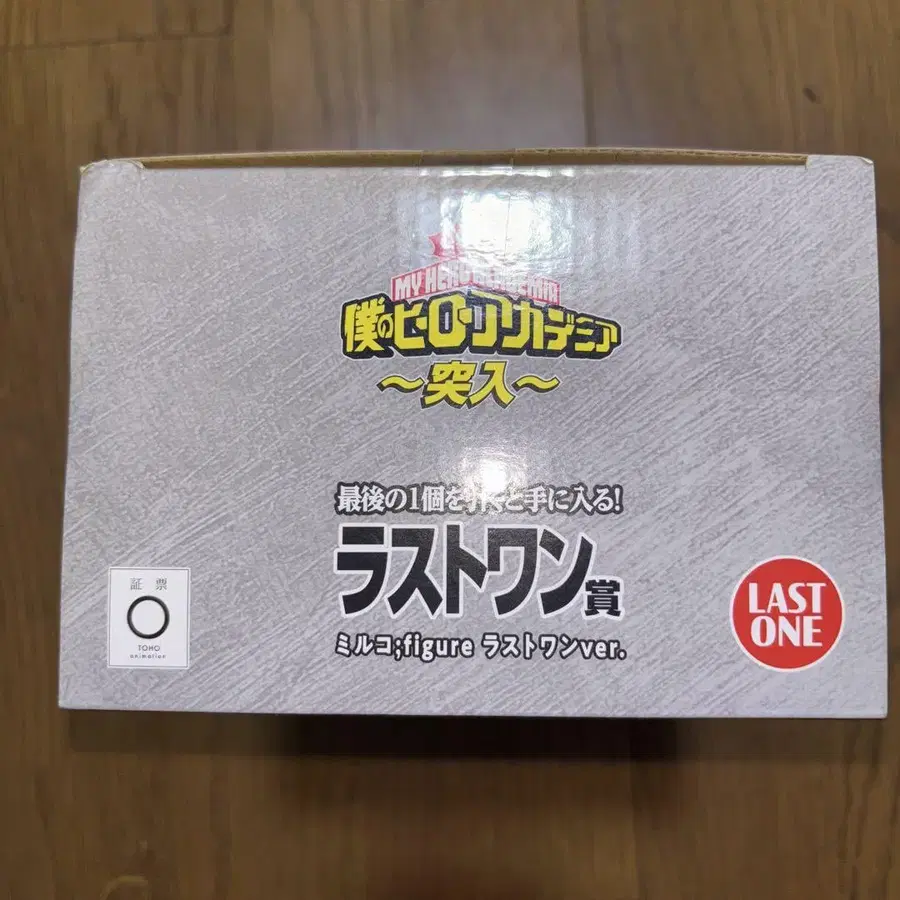 MY HERO ACADEMIA
僕のヒーローアカデミア
〜突入〜
最後の1個を引くと手に入る!
ラストワン賞
ミルコ;figure ラストワンver.
LAST
ONE
証票
TOHO
animation